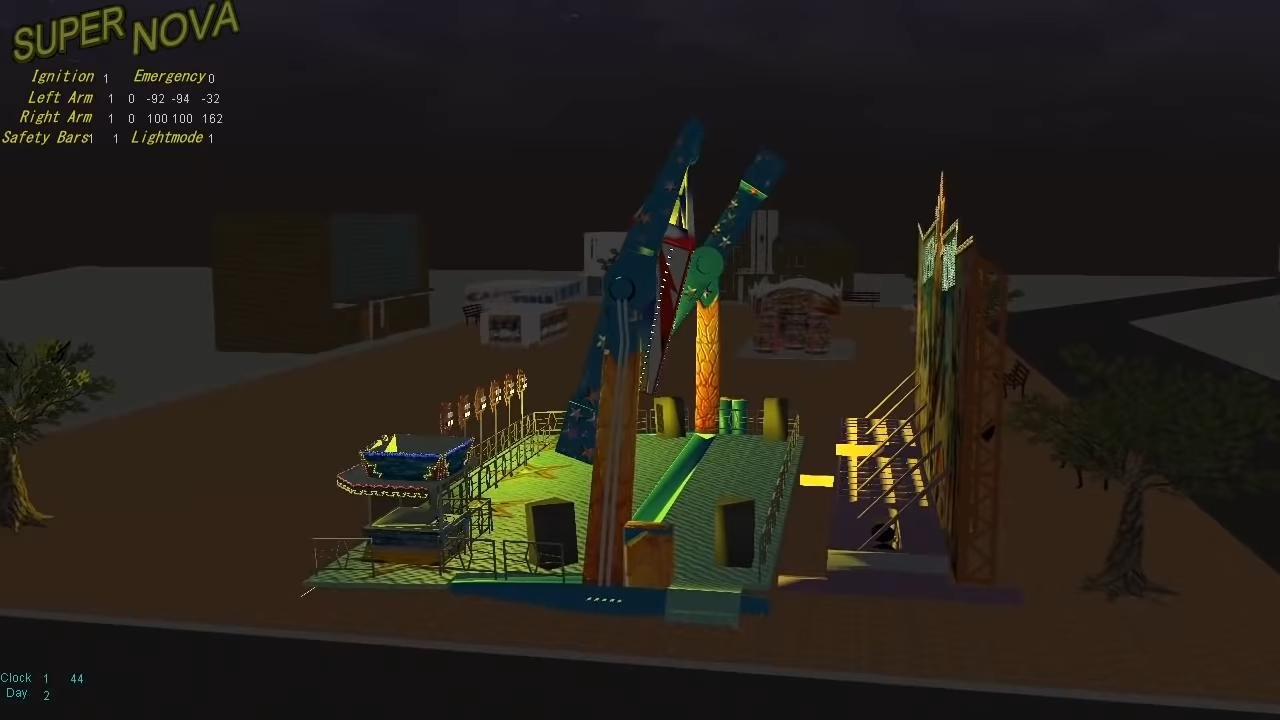 SUPER NOVA
Ignition 1 Emergency 0
Left Arm 1 0 -92 -94 -32
Right Arm 1 0 100 100 162
Safety Bars 1 1 Lightmode 1
Clock 1 44
Day 2